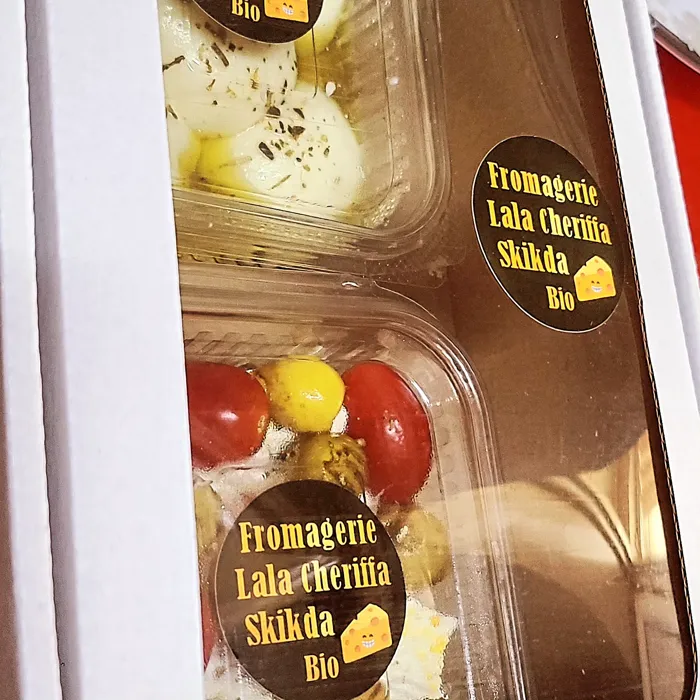 Bio
Fromagerie
Lala Cheriffa
Skikda
Bio
Fromagerie
Lala Cheriffa
Skikda
Bio